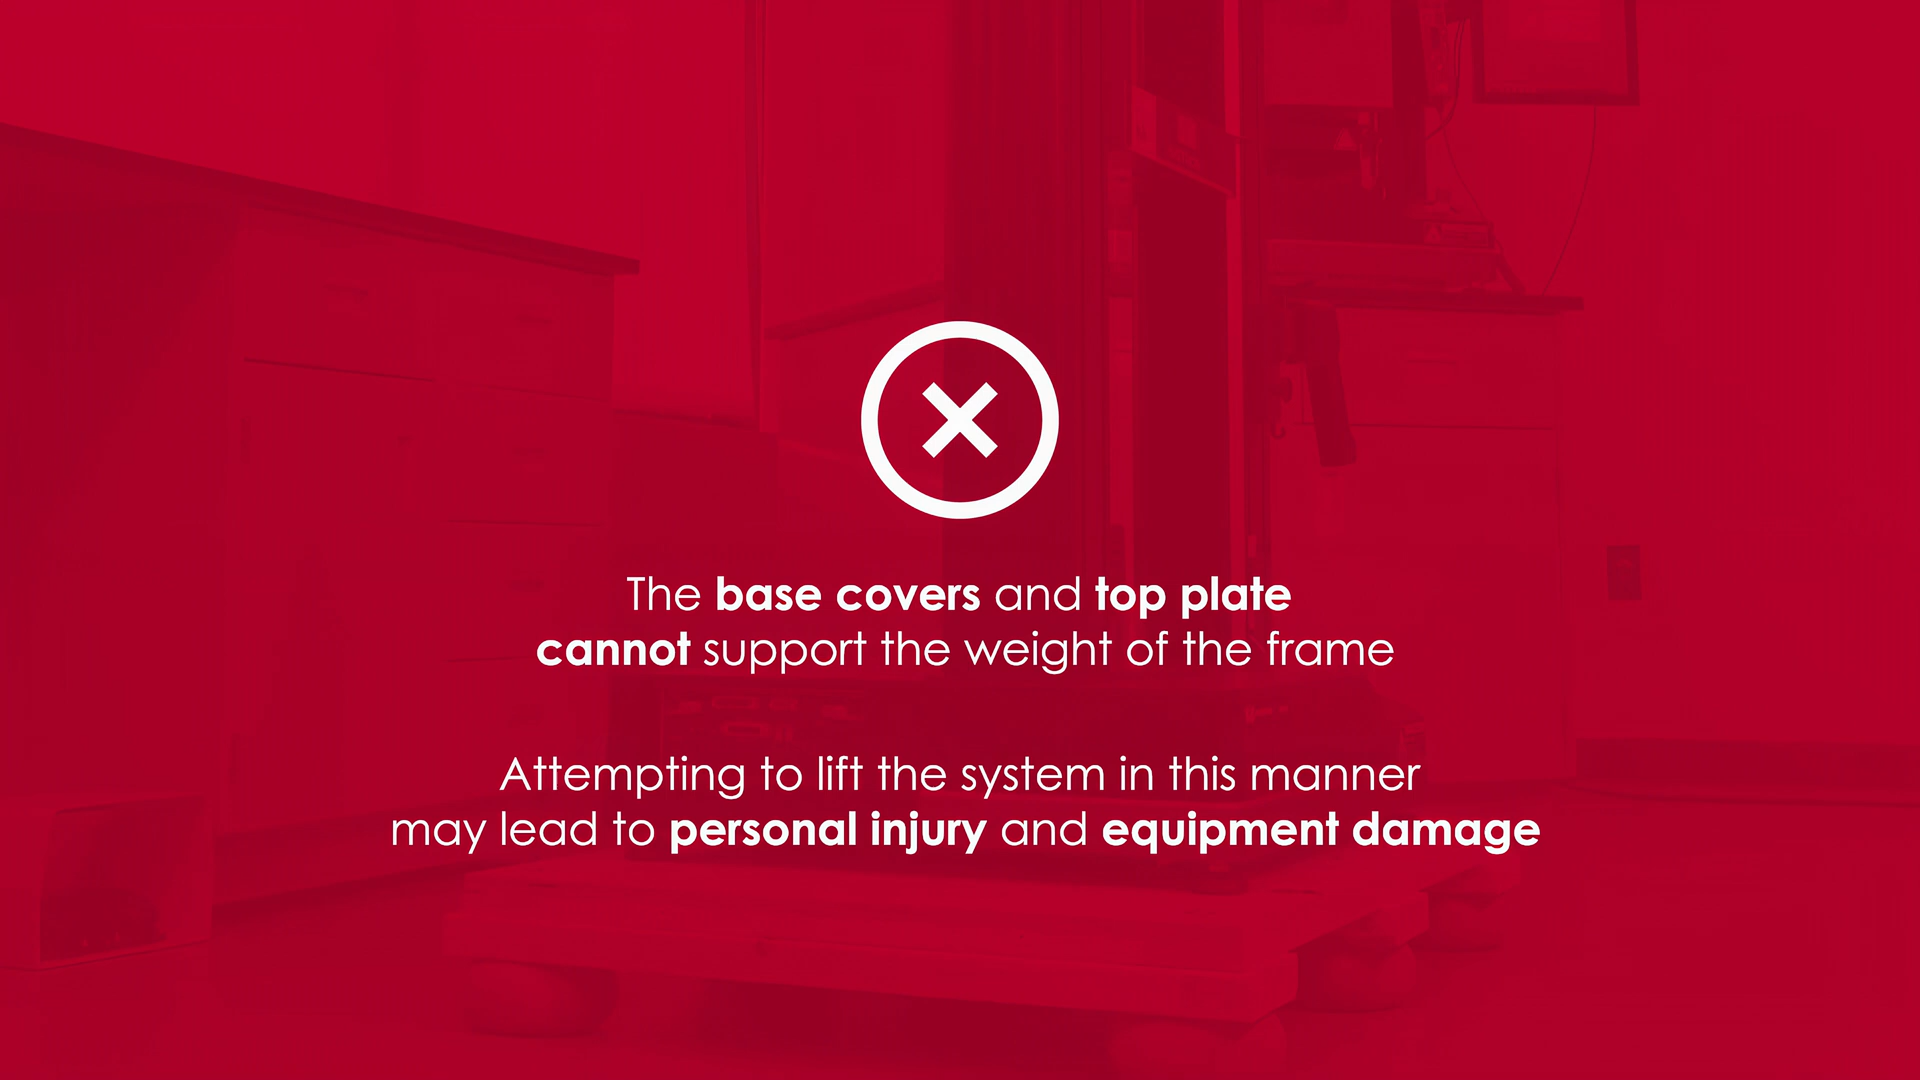 The base covers and top plate
cannot support the weight of the frame
Attempting to lift the system in this manner
may lead to personal injury and equipment damage